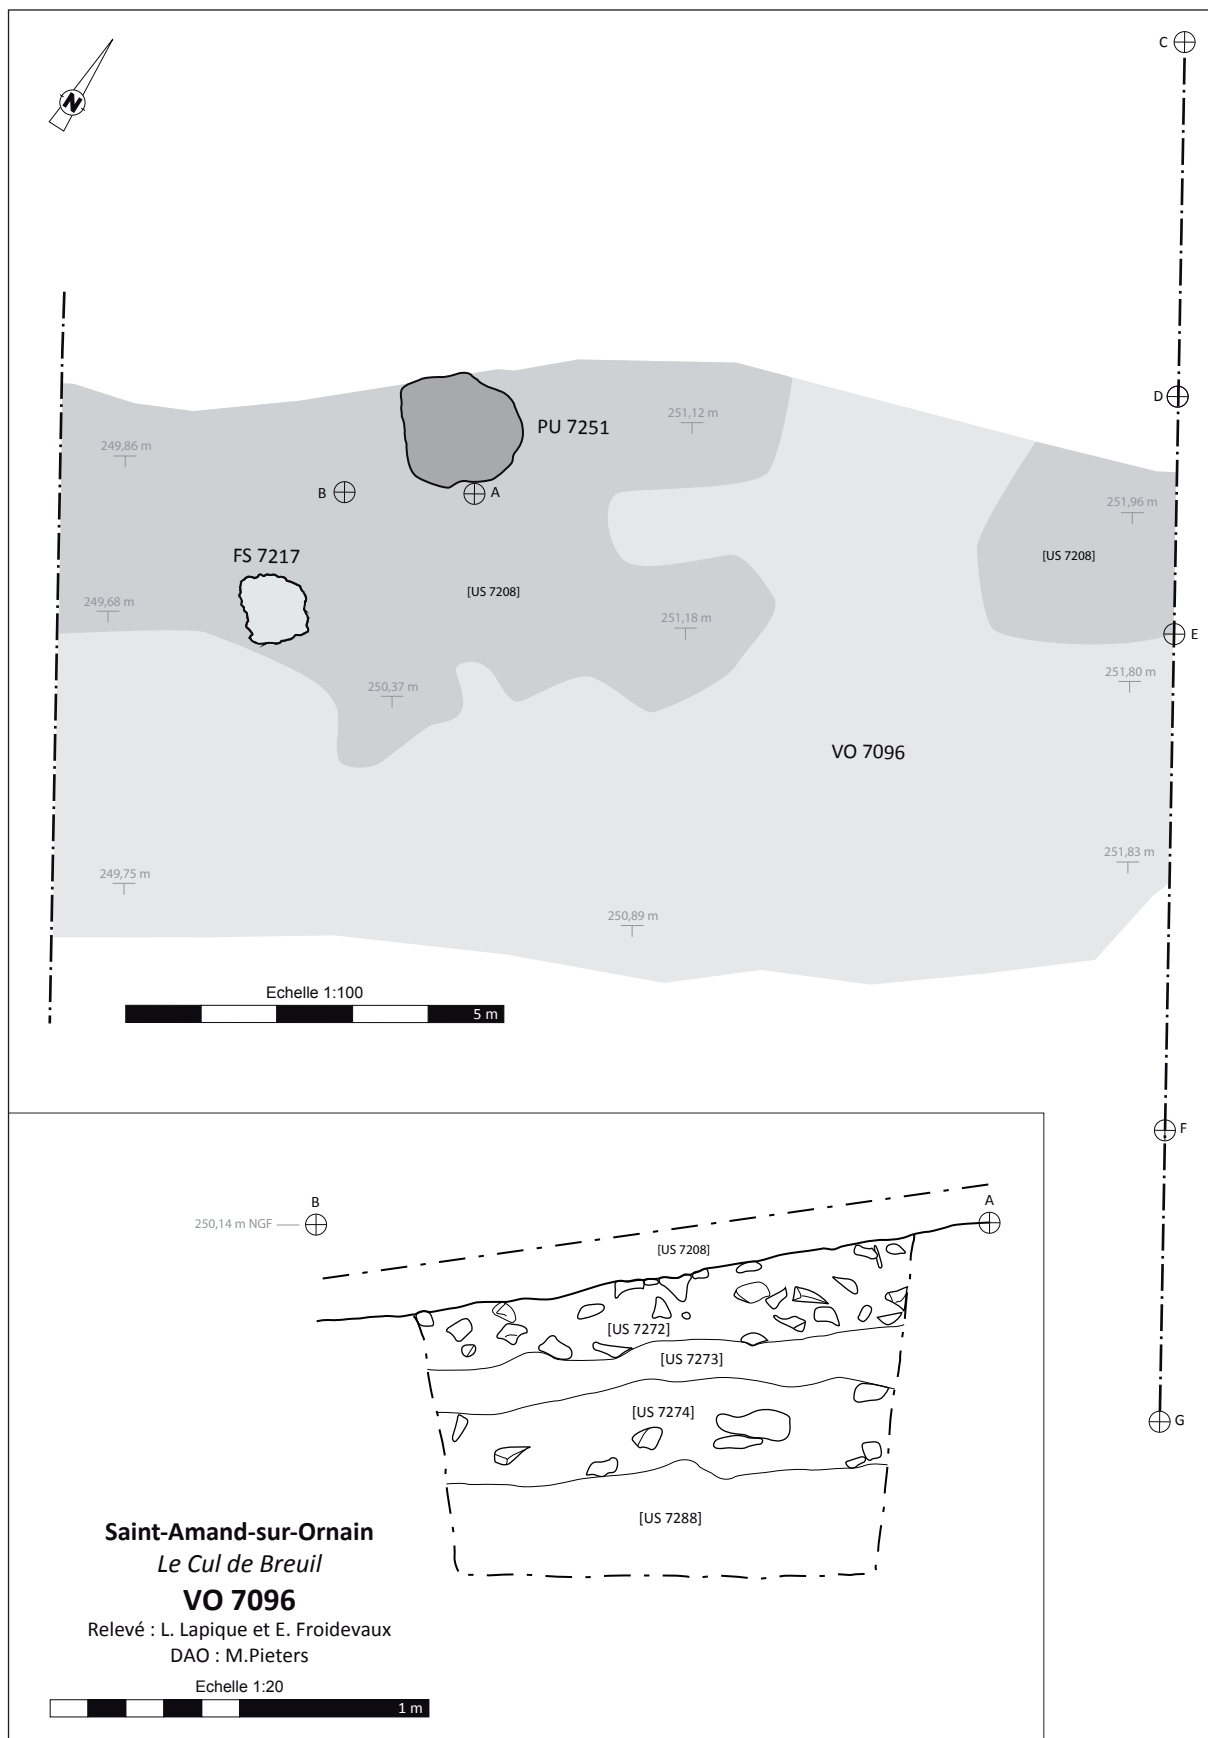 C
N
D
PU 7251
251,12 m
249,86 m
B
A
251,96 m
FS 7217
[US 7208]
[US 7208]
249,68 m
251,18 m
E
250,37 m
251,80 m
VO 7096
251,83 m
249,75 m
250,89 m
Echelle 1:100
5 m
F
G
B
A
250,14 m NGF
[US 7208]
[US 7272]
[US 7273]
[US 7274]
[US 7288]
Saint-Amand-sur-Ornain
Le Cul de Breuil
VO 7096
Relevé : L. Lapique et E. Froidevaux
DAO : M.Pieters
Echelle 1:20
1 m